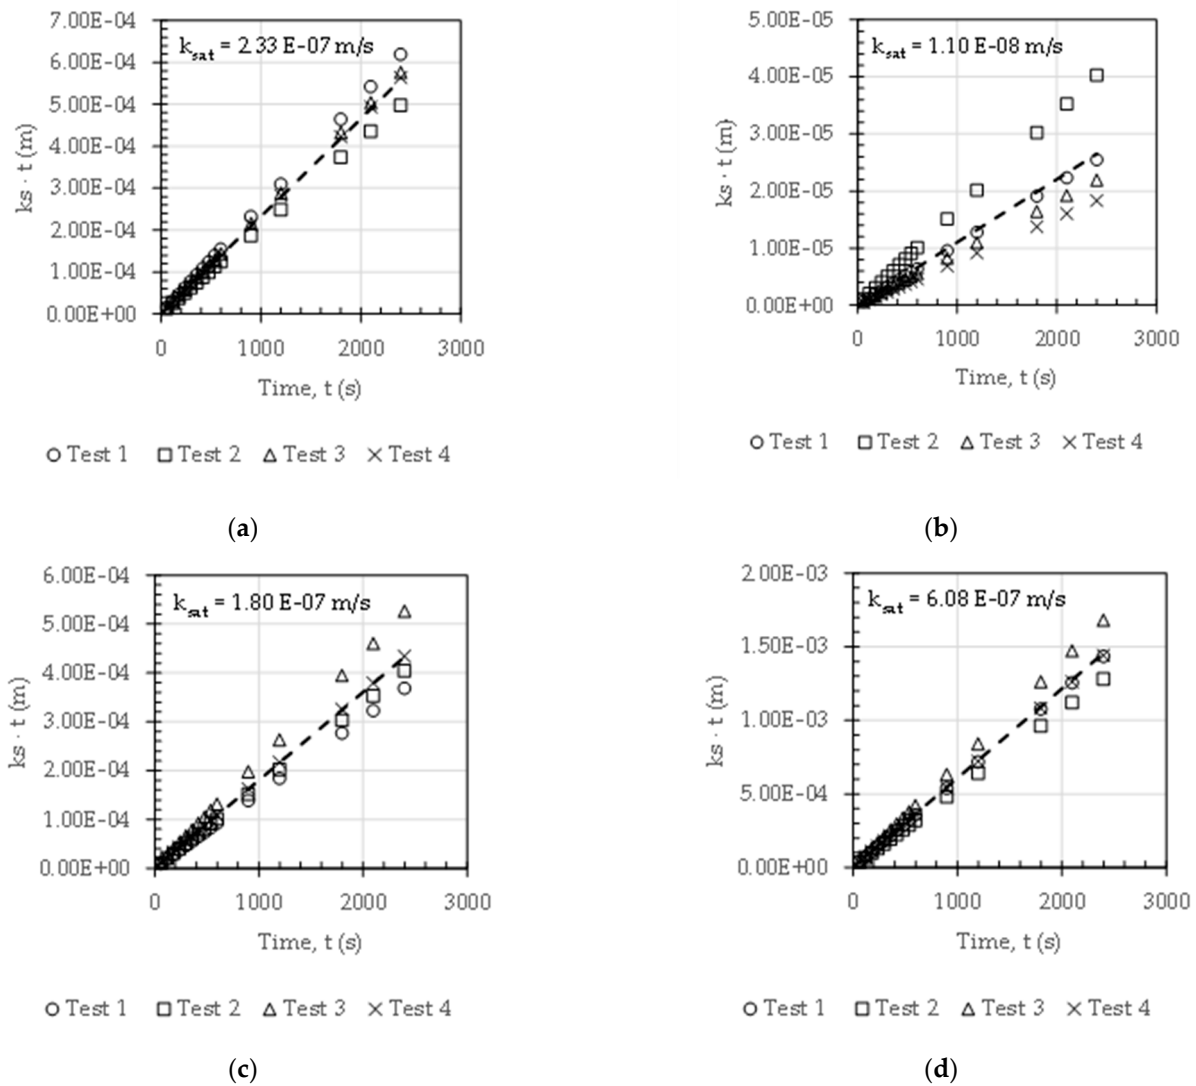 7.00E-04
k_sat = 2.33 E-07 m/s
6.00E-04
5.00E-04
4.00E-04
3.00E-04
2.00E-04
1.00E-04
0.00E+00
ks · t (m)
0 1000 2000 3000
Time, t (s)
Test 1 Test 2 Test 3 Test 4
(a)
5.00E-05
k_sat = 1.10 E-08 m/s
4.00E-05
3.00E-05
2.00E-05
1.00E-05
0.00E+00
ks · t (m)
0 1000 2000 3000
Time, t (s)
Test 1 Test 2 Test 3 Test 4
(b)
6.00E-04
k_sat = 1.80 E-07 m/s
5.00E-04
4.00E-04
3.00E-04
2.00E-04
1.00E-04
0.00E+00
ks · t (m)
0 1000 2000 3000
Time, t (s)
Test 1 Test 2 Test 3 Test 4
(c)
2.00E-03
k_sat = 6.08 E-07 m/s
1.50E-03
1.00E-03
5.00E-04
0.00E+00
ks · t (m)
0 1000 2000 3000
Time, t (s)
Test 1 Test 2 Test 3 Test 4
(d)